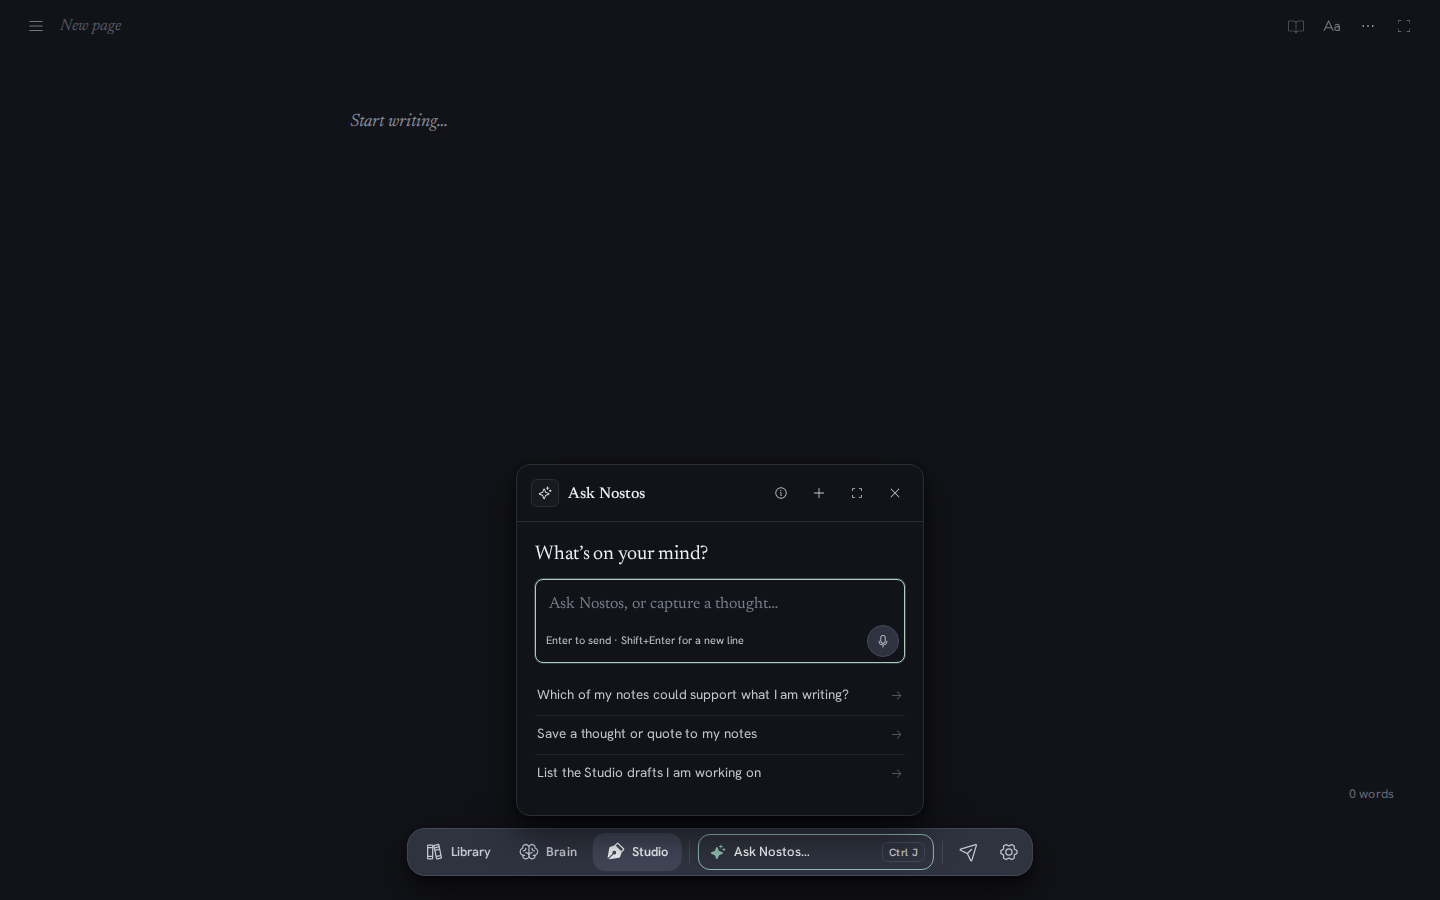 New page
Aa
Start writing...
Ask Nostos
What's on your mind?
Ask Nostos, or capture a thought...
Enter to send · Shift+Enter for a new line
Which of my notes could support what I am writing?
Save a thought or quote to my notes
List the Studio drafts I am working on
0 words
Library
Brain
Studio
Ask Nostos...
Ctrl J